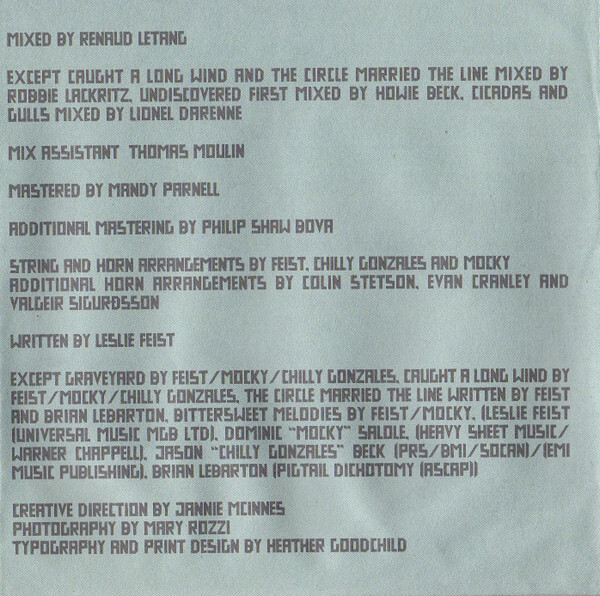 MIXED BY RENAUD LETANG
EXCEPT CAUGHT A LONG WIND AND THE CIRCLE MARRIED THE LINE MIXED BY
ROBBIE LACKRITZ, UNDISCOVERED FIRST MIXED BY HOWIE BECK, CICADAS AND
GULLS MIXED BY LIONEL DARENNE
MIX ASSISTANT THOMAS MOULIN
MASTERED BY MANDY PARNELL
ADDITIONAL MASTERING BY PHILIP SHAW BOVA
STRING AND HORN ARRANGEMENTS BY FEIST, CHILLY GONZALES AND MOCKY
ADDITIONAL HORN ARRANGEMENTS BY COLIN STETSON, EVAN CRANLEY AND
VALGEIR SIGURÐSSON
WRITTEN BY LESLIE FEIST
EXCEPT GRAVEYARD BY FEIST/MOCKY/CHILLY GONZALES, CAUGHT A LONG WIND BY
FEIST/MOCKY/CHILLY GONZALES, THE CIRCLE MARRIED THE LINE WRITTEN BY FEIST
AND BRIAN LEBARTON, BITTERSWEET MELODIES BY FEIST/MOCKY, (LESLIE FEIST
(UNIVERSAL MUSIC MGB LTD), DOMINIC “MOCKY” SALOLE, (HEAVY SHEET MUSIC/
WARNER CHAPPELL), JASON “CHILLY GONZALES” BECK (PRS/BMI/SOCAN)/(EMI
MUSIC PUBLISHING), BRIAN LEBARTON (PIGTAIL DICHOTOMY (ASCAP))
CREATIVE DIRECTION BY JANNIE MCINNES
PHOTOGRAPHY BY MARY ROZZI
TYPOGRAPHY AND PRINT DESIGN BY HEATHER GOODCHILD